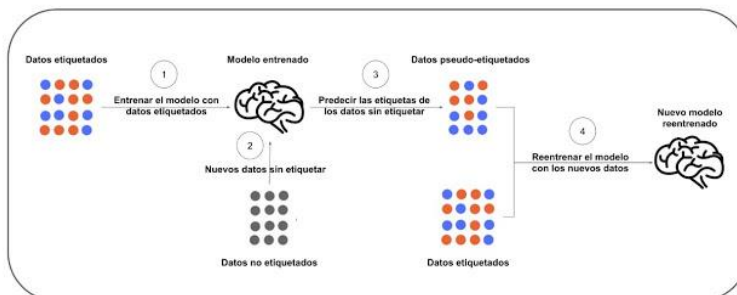 Datos etiquetados
1
Entrenar el modelo con
datos etiquetados
Modelo entrenado
2
Nuevos datos sin etiquetar
Datos no etiquetados
3
Predecir las etiquetas de
los datos sin etiquetar
Datos pseudo-etiquetados
Datos etiquetados
4
Reentrenar el modelo
con los nuevos datos
Nuevo modelo
reentrenado